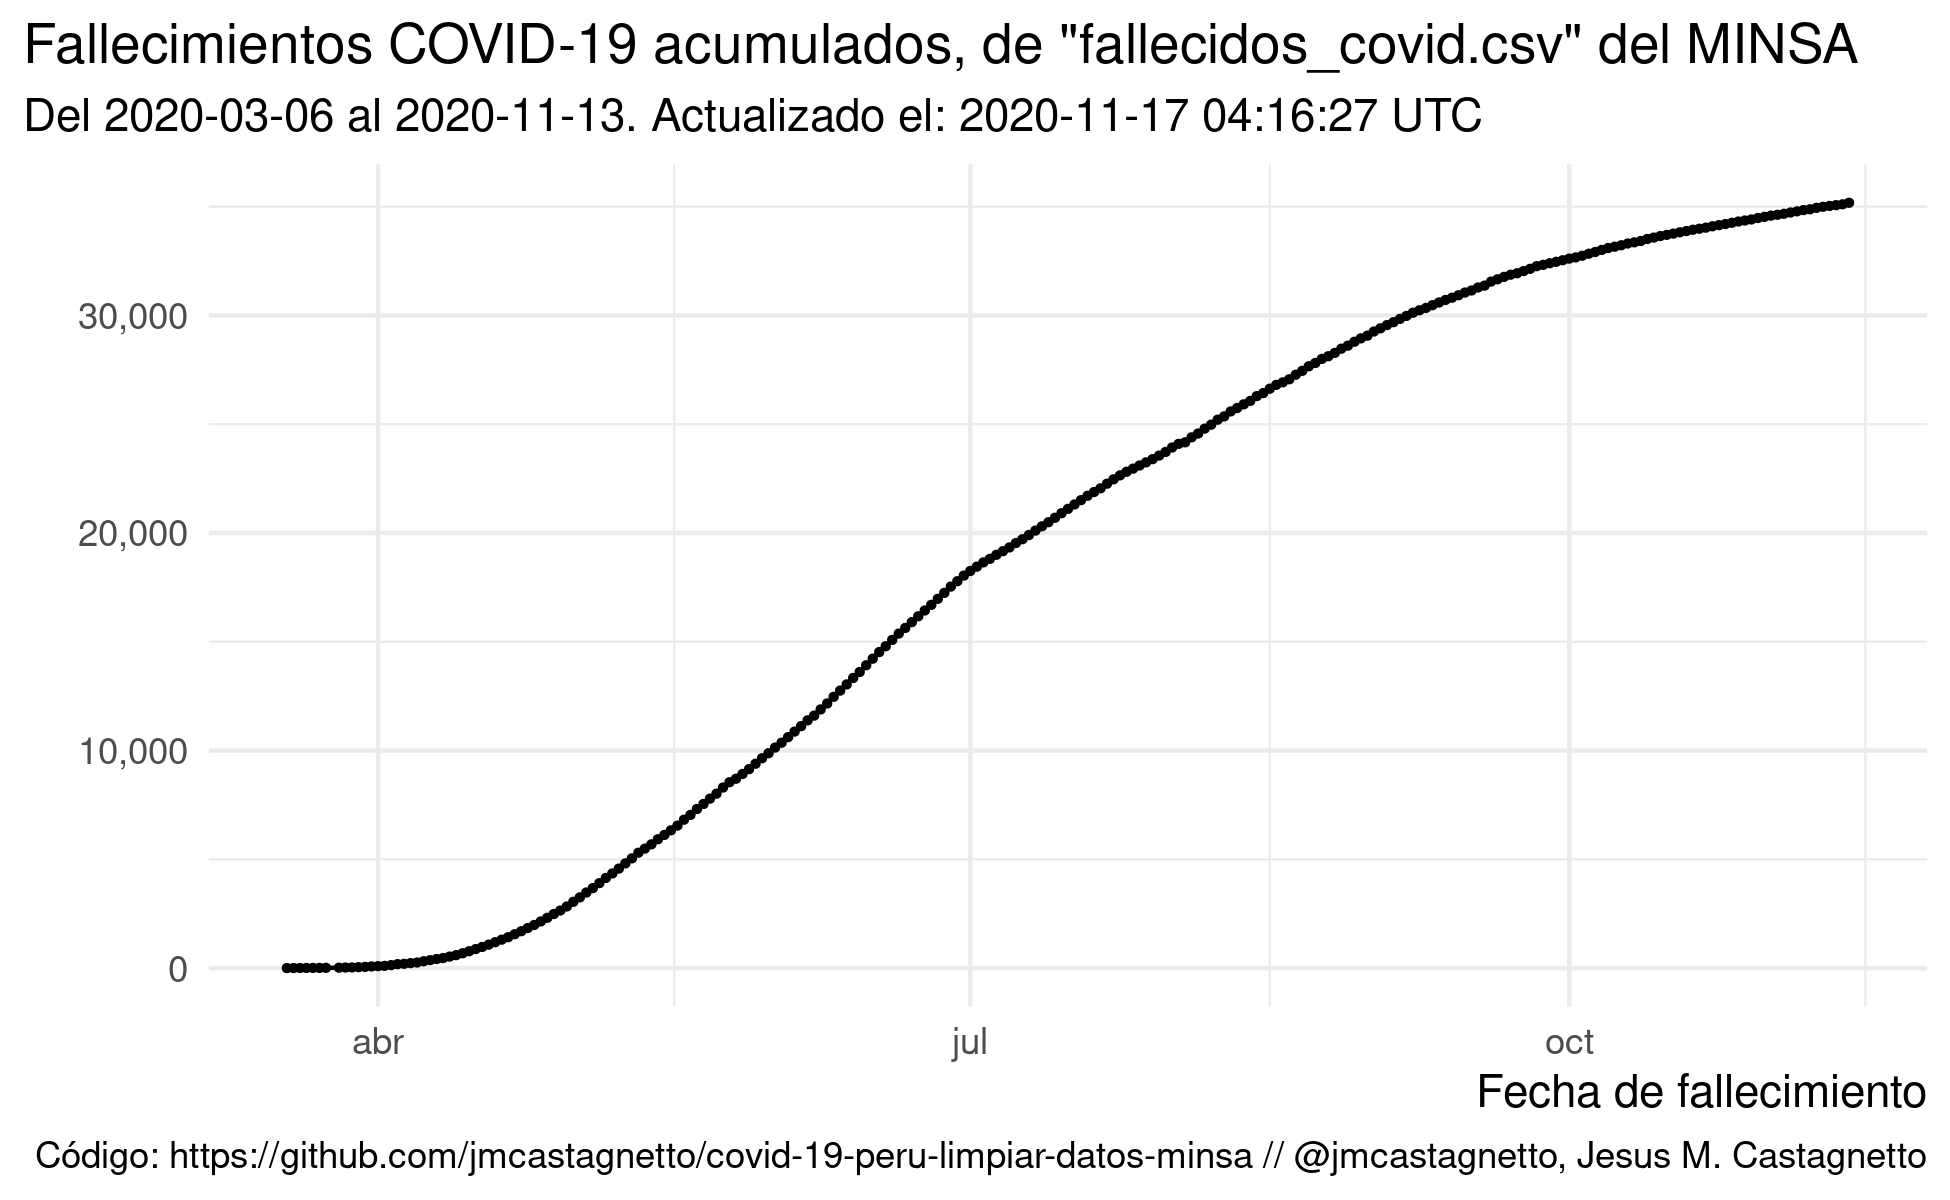 Fallecimientos COVID-19 acumulados, de "fallecidos_covid.csv" del MINSA
Del 2020-03-06 al 2020-11-13. Actualizado el: 2020-11-17 04:16:27 UTC
30,000
20,000
10,000
0
abr jul oct
Fecha de fallecimiento
Código: https://github.com/jmcastagnetto/covid-19-peru-limpiar-datos-minsa // @jmcastagnetto, Jesus M. Castagnetto